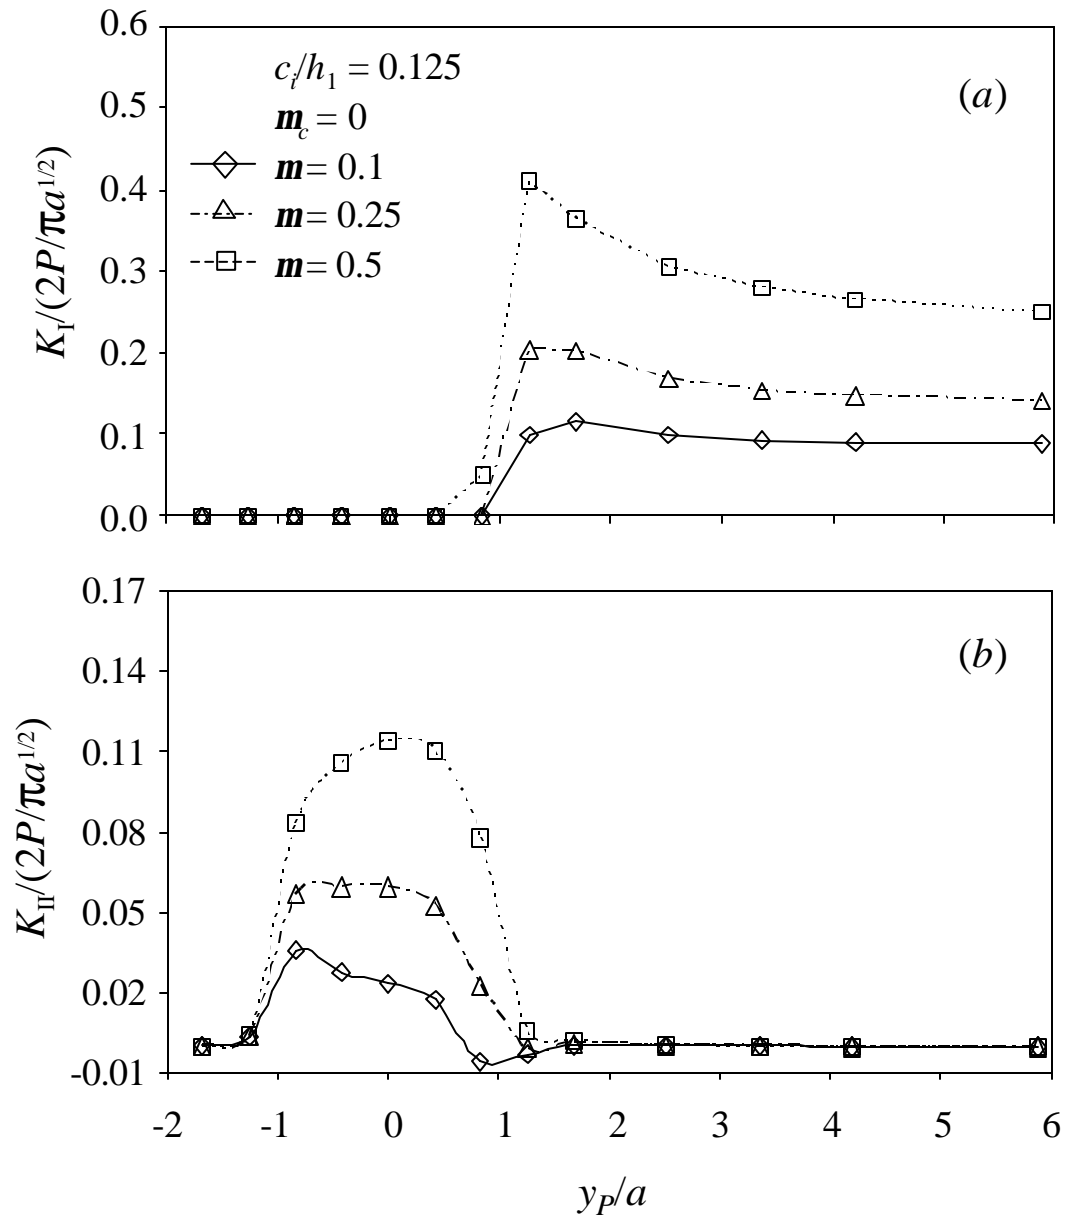 0.6
c_i/h_1 = 0.125
(a)
0.5
m_c = 0
m = 0.1
0.4
m = 0.25
m = 0.5
0.3
0.2
0.1
0.0
K_I/(2P/πa^{1/2})
0.17
(b)
0.14
0.11
0.08
0.05
0.02
-0.01
K_{II}/(2P/πa^{1/2})
-2 -1 0 1 2 3 4 5 6
y_P/a